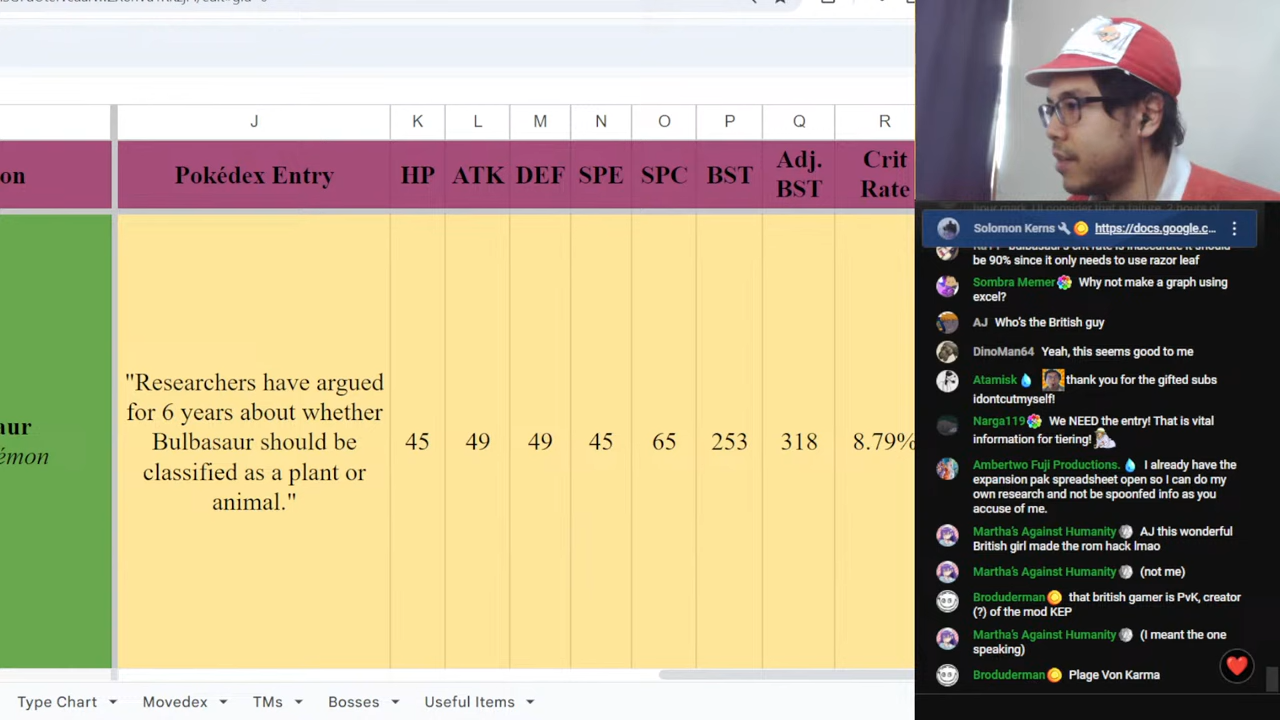 J K L M N O P Q R
on Pokédex Entry HP ATK DEF SPE SPC BST Adj. BST Crit Rate
"Researchers have argued
for 6 years about whether
Bulbasaur should be
classified as a plant or
animal."
aur
émon
45 49 49 45 65 253 318 8.79%
Type Chart Movedex TMs Bosses Useful Items
Solomon Kerns https://docs.google.c...
be 90% since it only needs to use razor leaf
Sombra Memer Why not make a graph using
excel?
AJ Who's the British guy
DinoMan64 Yeah, this seems good to me
Atamisk thank you for the gifted subs
idontcutmyself!
Narga119 We NEED the entry! That is vital
information for tiering!
Ambertwo Fuji Productions. I already have the
expansion pak spreadsheet open so I can do my
own research and not be spoonfed info as you
accuse of me.
Martha's Against Humanity AJ this wonderful
British girl made the rom hack lmao
Martha's Against Humanity (not me)
Broduderman that british gamer is PvK, creator
(?) of the mod KEP
Martha's Against Humanity (I meant the one
speaking)
Broduderman Plage Von Karma